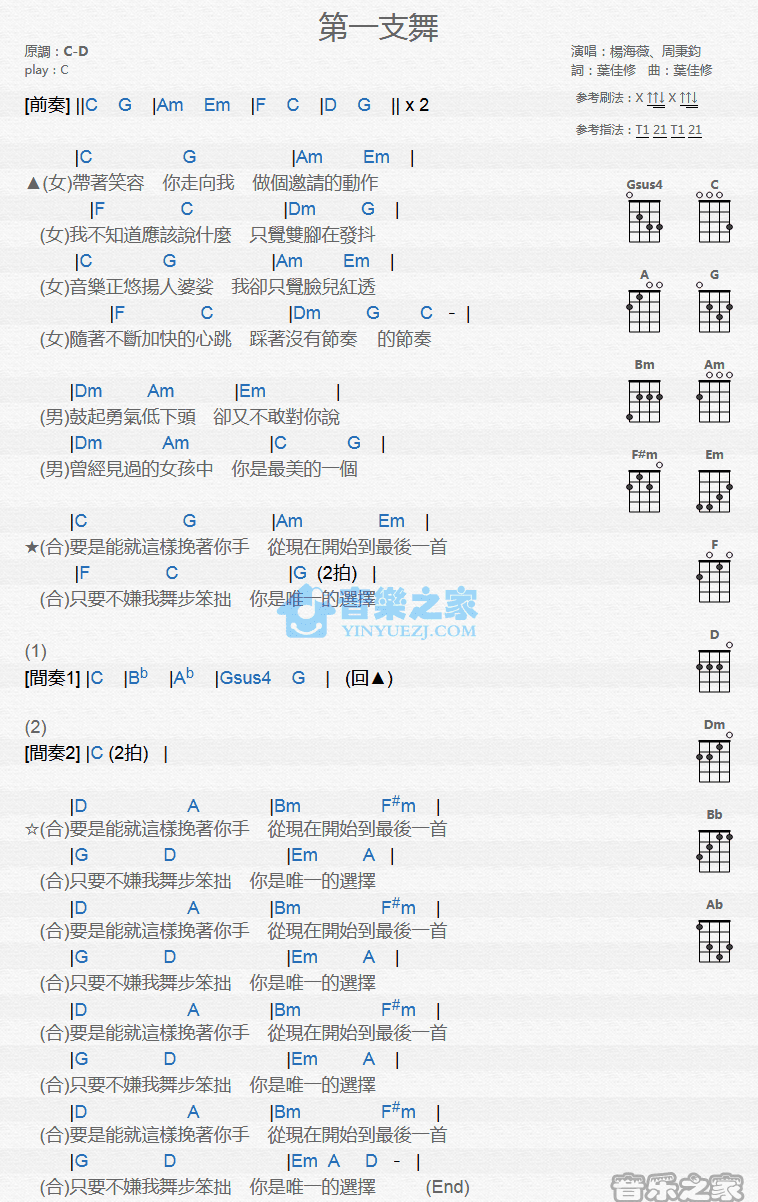 第一支舞
原調：C-D
play：C
演唱：楊海薇、周秉鈞
詞：葉佳修 曲：葉佳修
參考刷法：X ↑↑↓ X ↑↑↓
參考指法：T1 21 T1 21
[前奏] ||C G |Am Em |F C |D G || x 2
|C G |Am Em |
▲(女)帶著笑容 你走向我 做個邀請的動作
|F C |Dm G |
(女)我不知道應該說什麼 只覺雙腳在發抖
|C G |Am Em |
(女)音樂正悠揚人婆娑 我卻只覺臉兒紅透
|F C |Dm G C - |
(女)隨著不斷加快的心跳 踩著沒有節奏 的節奏
|Dm Am |Em |
(男)鼓起勇氣低下頭 卻又不敢對你說
|Dm Am |C G |
(男)曾經見過的女孩中 你是最美的一個
|C G |Am Em |
★(合)要是能就這樣挽著你手 從現在開始到最後一首
|F C |G (2拍) |
(合)只要不嫌我舞步笨拙 你是唯一的選擇
(1)
[間奏1] |C |Bb |Ab |Gsus4 G | (回▲)
(2)
[間奏2] |C (2拍) |
|D A |Bm F#m |
☆(合)要是能就這樣挽著你手 從現在開始到最後一首
|G D |Em A |
(合)只要不嫌我舞步笨拙 你是唯一的選擇
|D A |Bm F#m |
(合)要是能就這樣挽著你手 從現在開始到最後一首
|G D |Em A |
(合)只要不嫌我舞步笨拙 你是唯一的選擇
|D A |Bm F#m |
(合)要是能就這樣挽著你手 從現在開始到最後一首
|G D |Em A |
(合)只要不嫌我舞步笨拙 你是唯一的選擇
|D A |Bm F#m |
(合)要是能就這樣挽著你手 從現在開始到最後一首
|G D |Em A D - |
(合)只要不嫌我舞步笨拙 你是唯一的選擇 (End)
Gsus4 C
A G
Bm Am
F#m Em
F
D
Dm
Bb
Ab
音樂之家
YINYUEZJ.COM
音乐之家